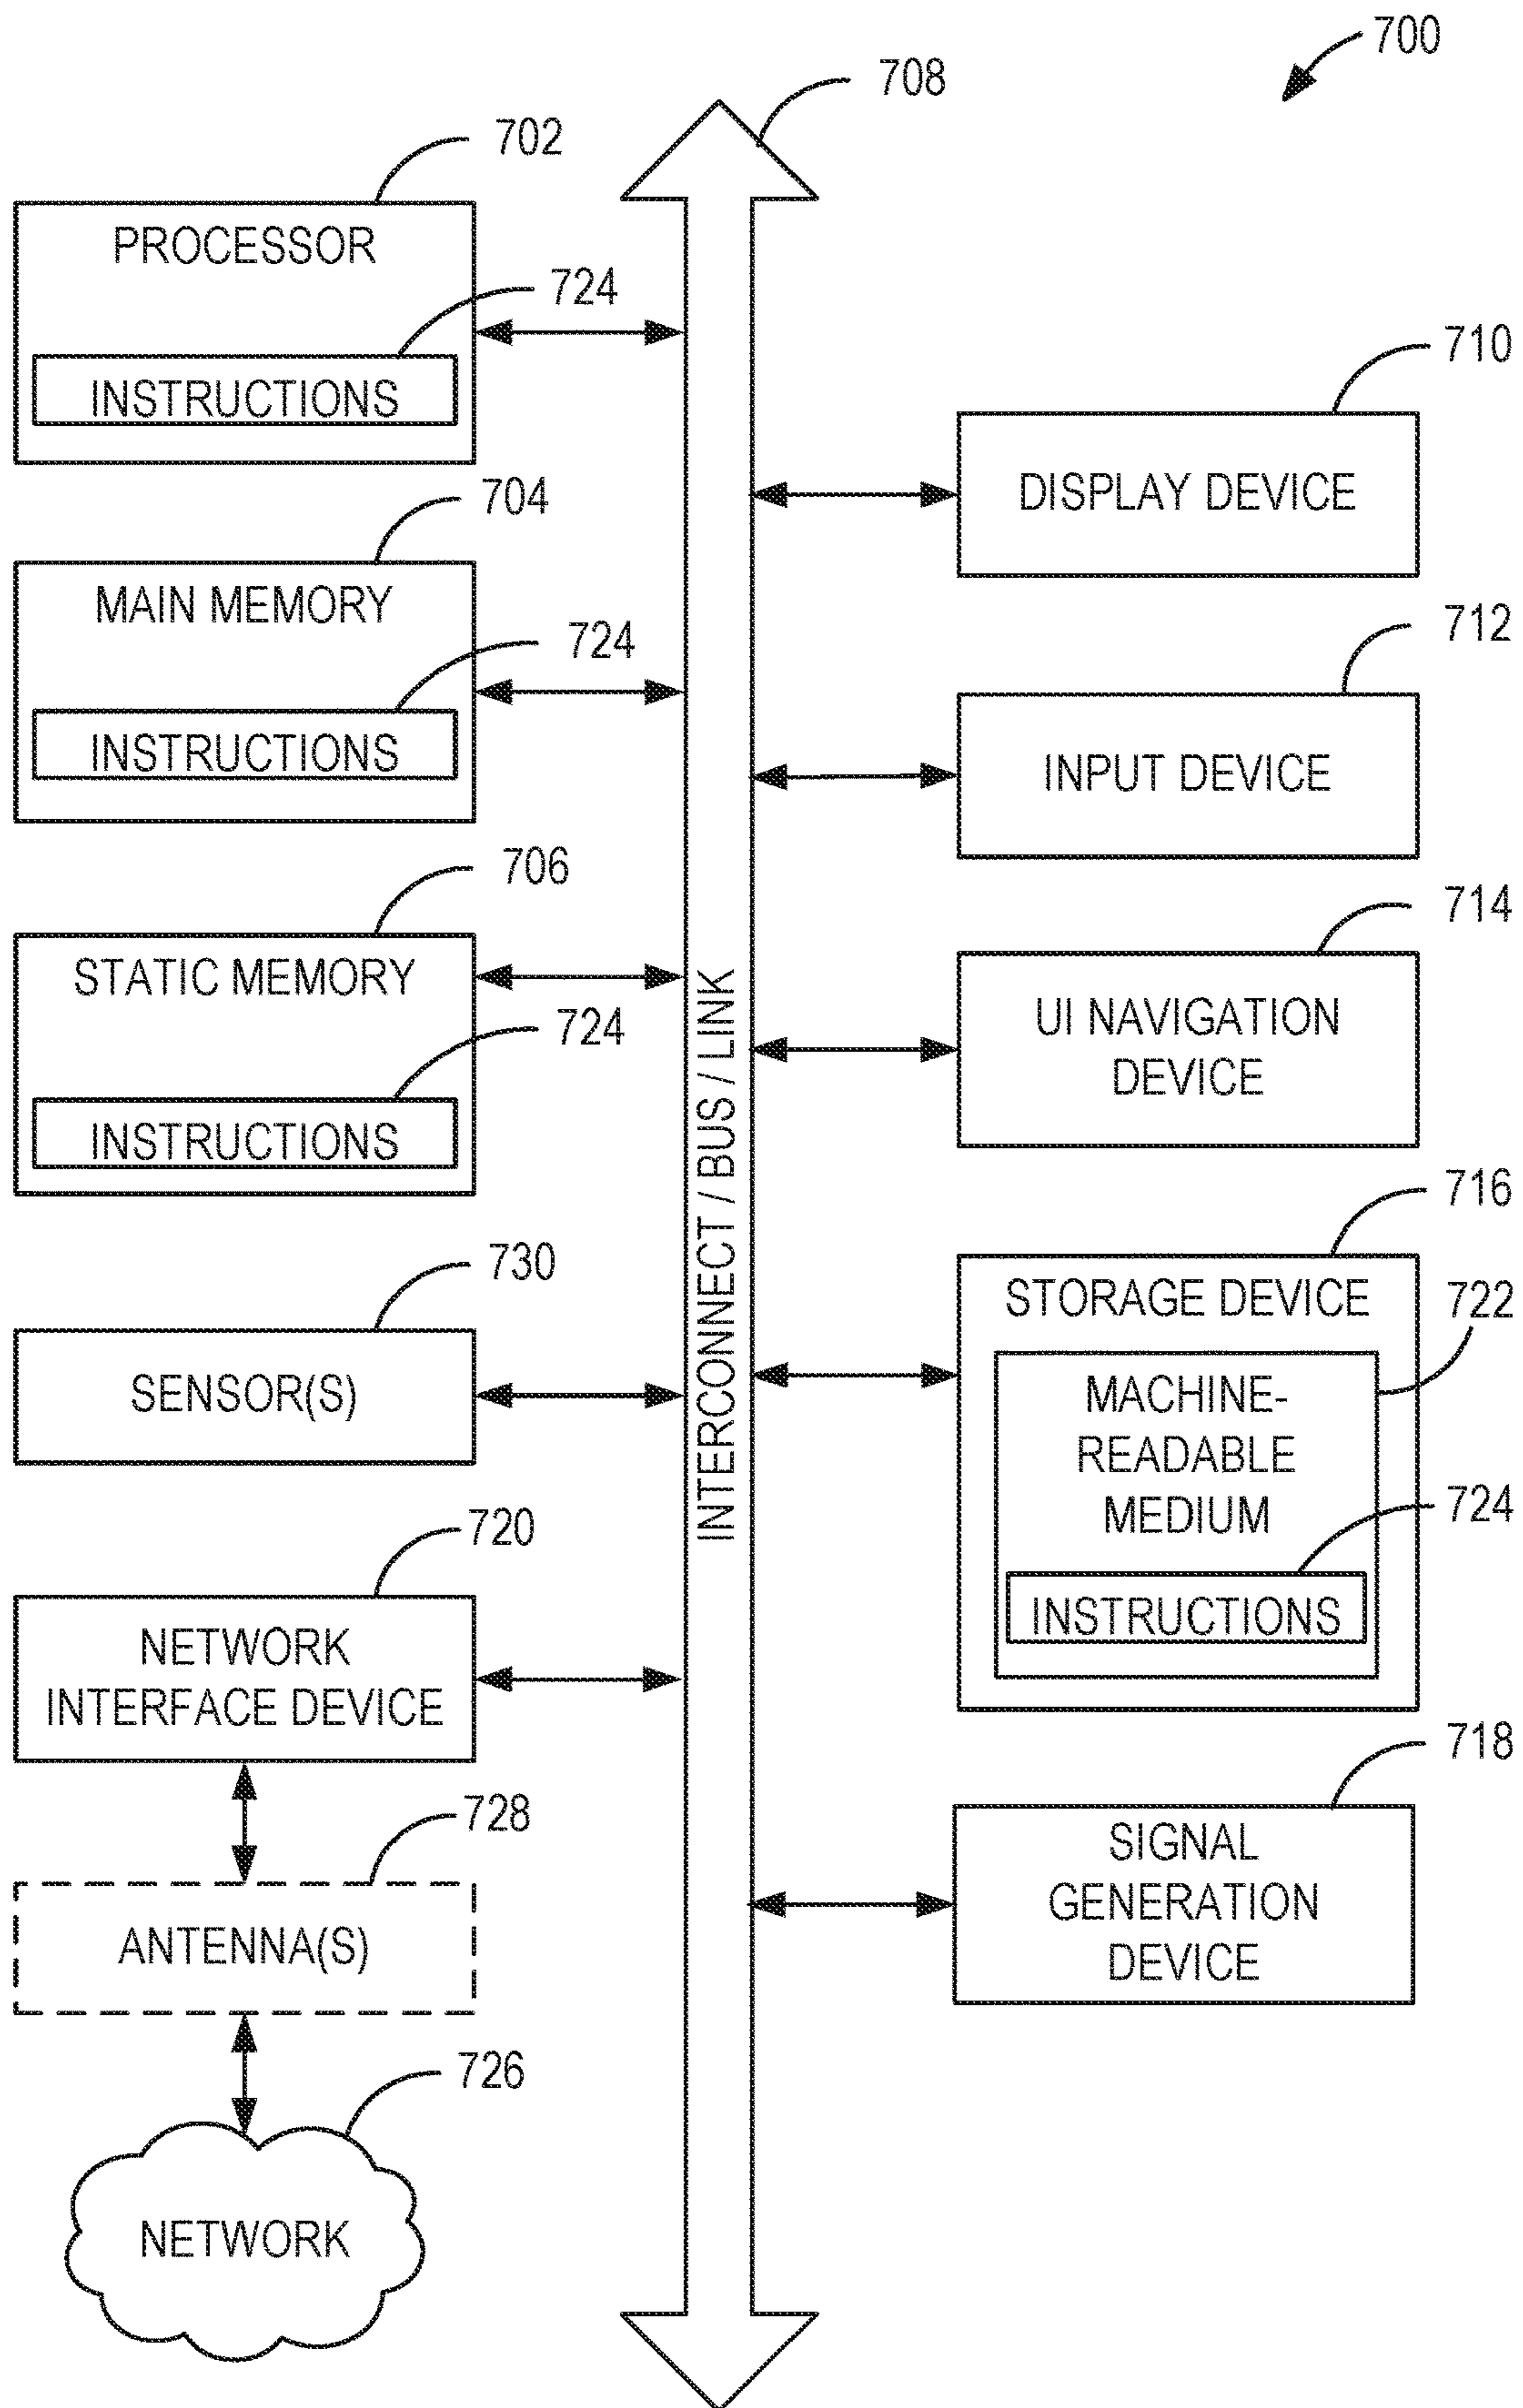 700
708
702
PROCESSOR
724
INSTRUCTIONS
704
MAIN MEMORY
724
INSTRUCTIONS
706
STATIC MEMORY
724
INSTRUCTIONS
730
SENSOR(S)
720
NETWORK
INTERFACE DEVICE
728
ANTENNA(S)
726
NETWORK
INTERCONNECT / BUS / LINK
710
DISPLAY DEVICE
712
INPUT DEVICE
714
UI NAVIGATION
DEVICE
716
STORAGE DEVICE
722
MACHINE-
READABLE
MEDIUM
724
INSTRUCTIONS
718
SIGNAL
GENERATION
DEVICE